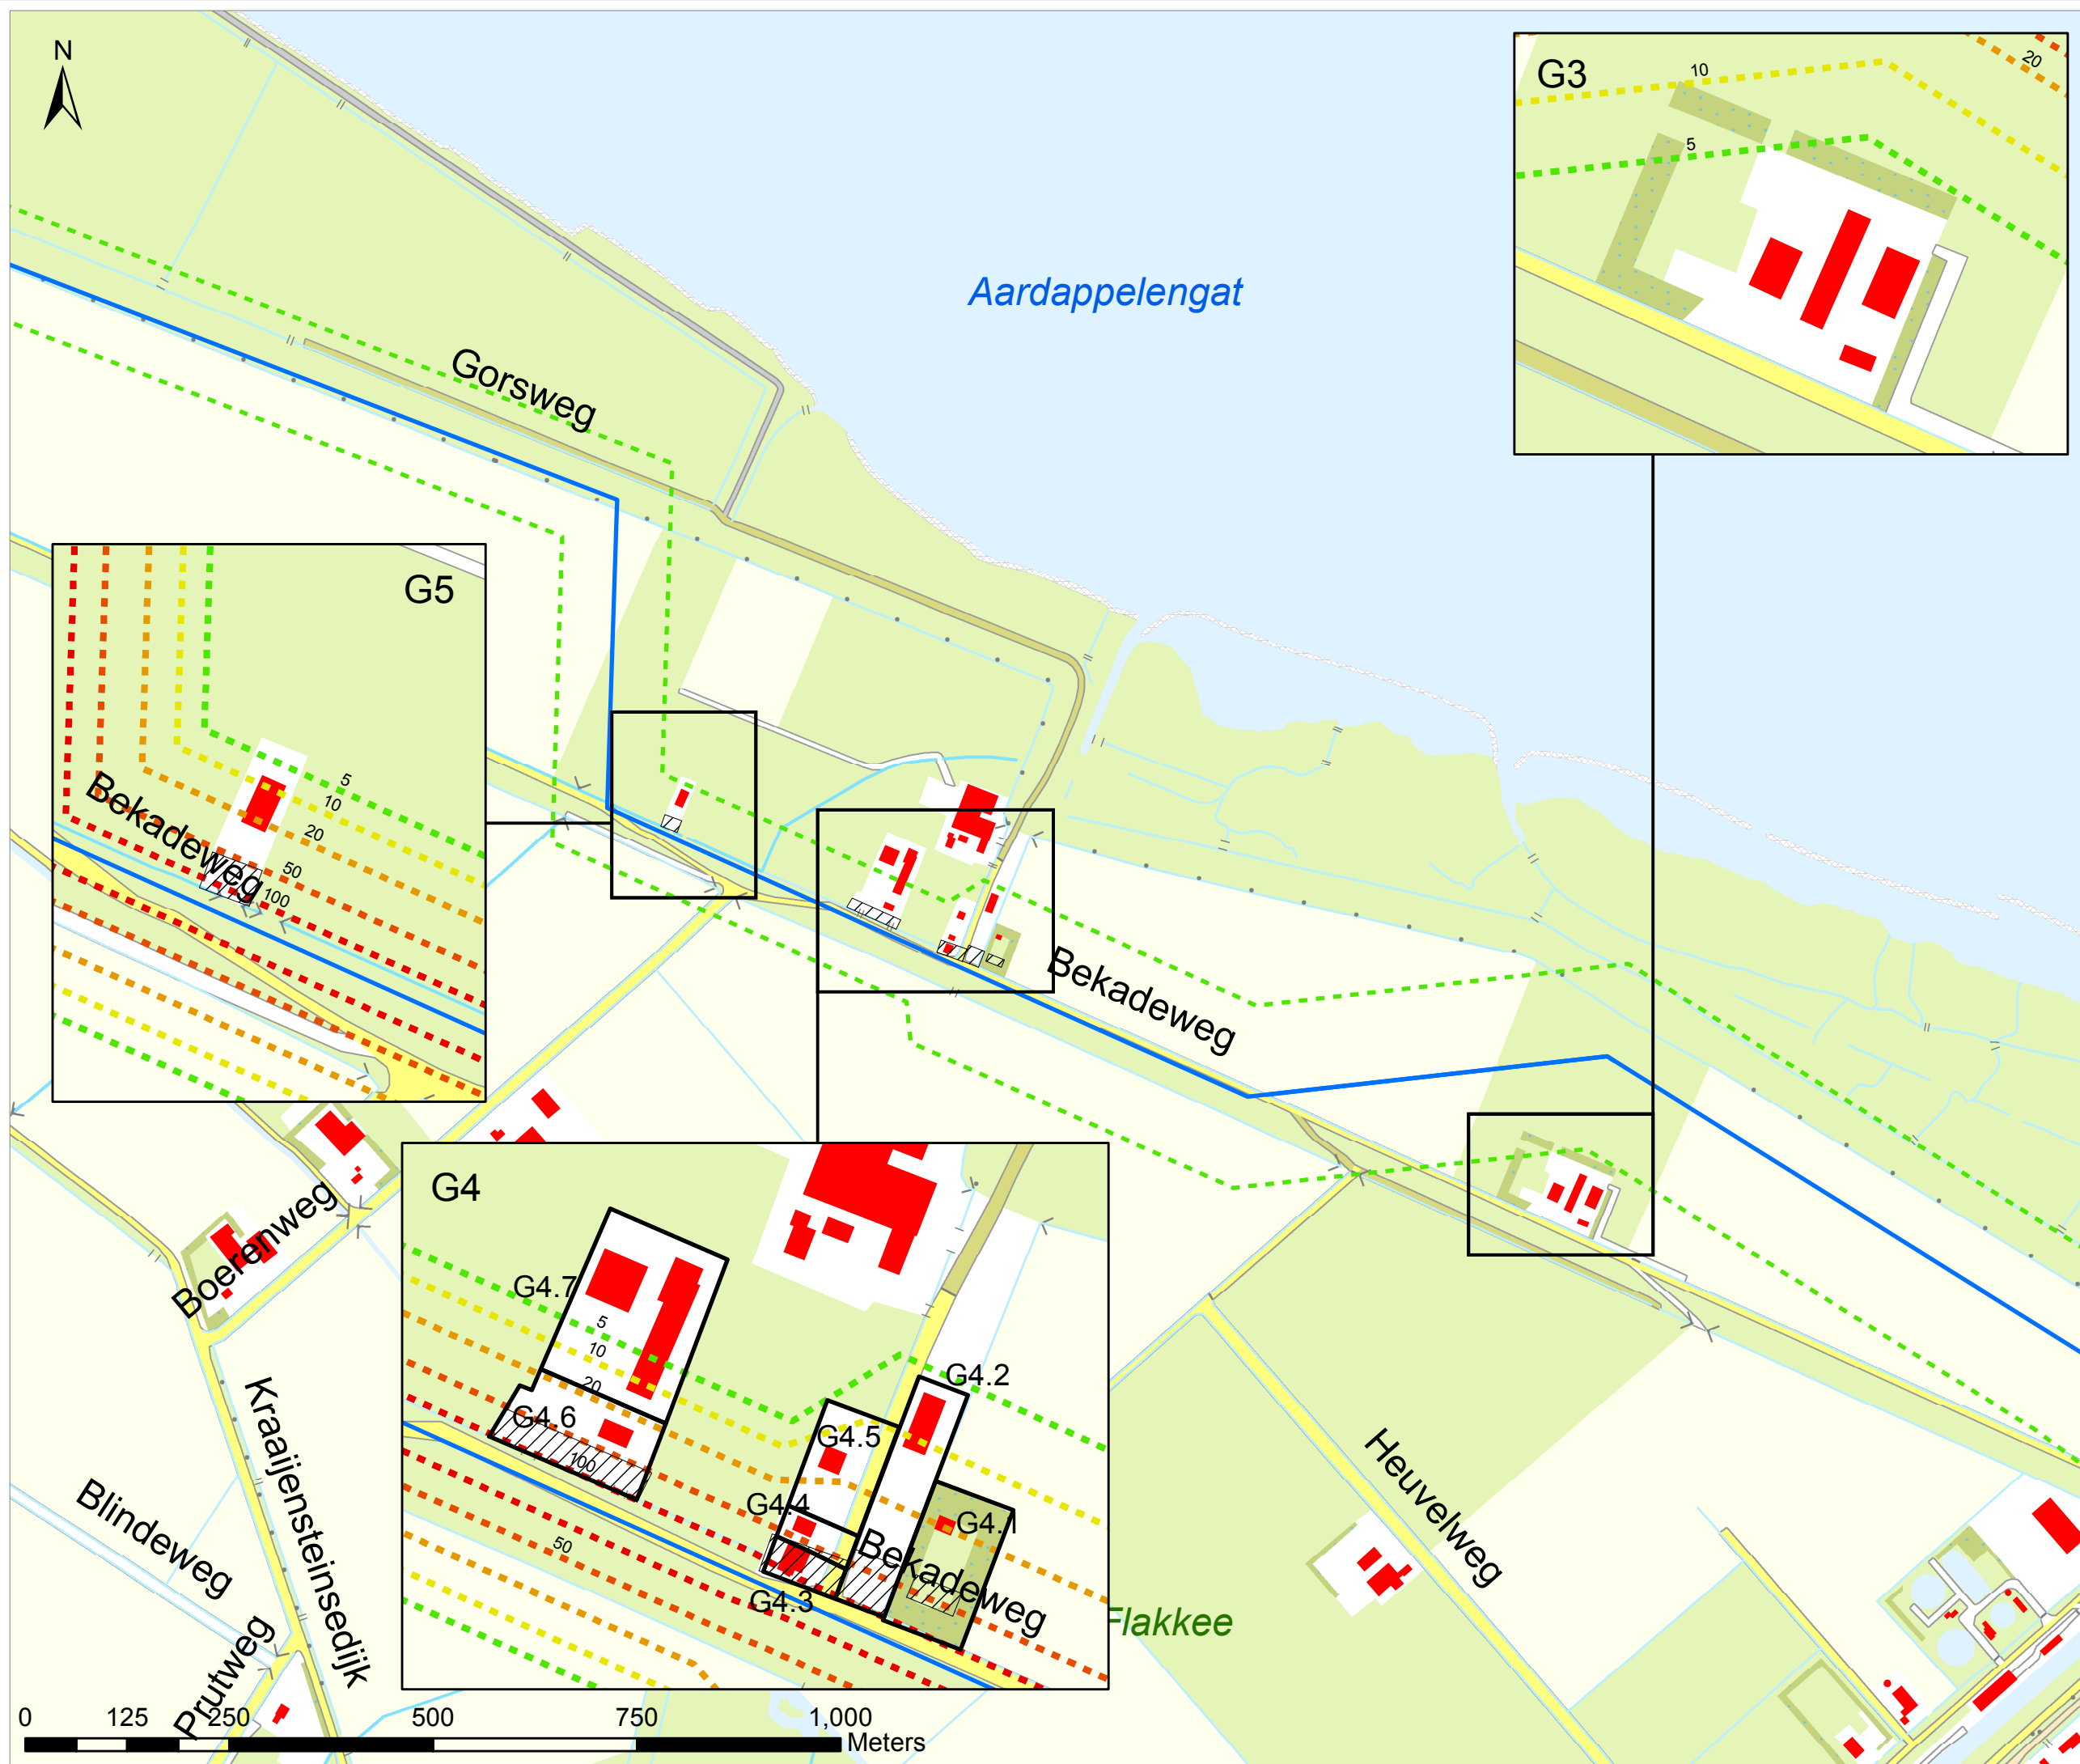 N
G3
10
20
5
Aardappelengat
Gorsweg
G5
Bekadeweg
5
10
20
50
100
Bekadeweg
G4
G4.7
5
10
20
G4.6
100
G4.2
G4.5
G4.4
G4.1
Bekadeweg
G4.3
50
Boerenweg
Kraaijensteinsedijk
Blindeweg
Prutweg
Heuvelweg
Flakkee
0 125 250 500 750 1,000
Meters